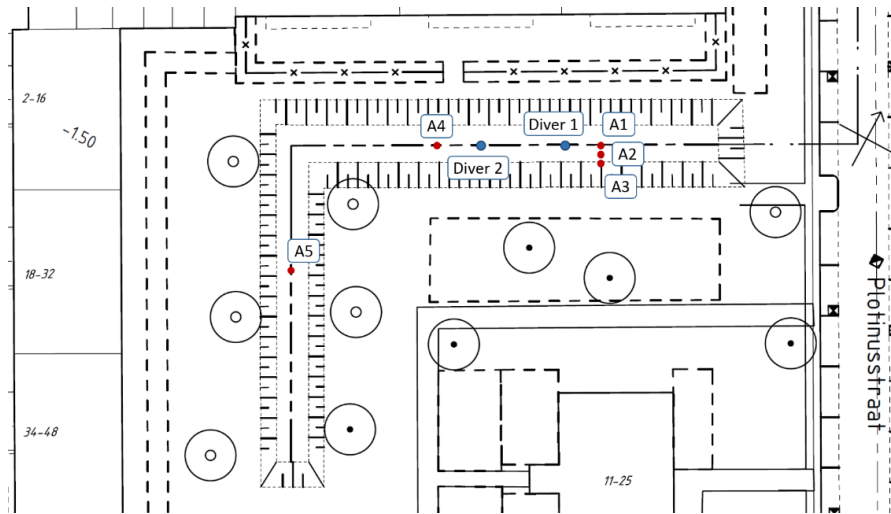 2-16
-1.50
A4
Diver 1
A1
A2
Diver 2
A3
A5
18-32
Plotinusstraat
34-48
11-25